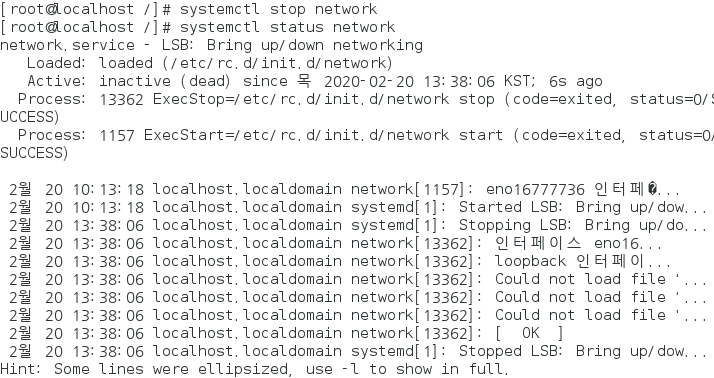 [root@localhost /]# systemctl stop network
[root@localhost /]# systemctl status network
network.service - LSB: Bring up/down networking
   Loaded: loaded (/etc/rc.d/init.d/network)
   Active: inactive (dead) since 목 2020-02-20 13:38:06 KST; 6s ago
  Process: 13362 ExecStop=/etc/rc.d/init.d/network stop (code=exited, status=0/S
UCCESS)
  Process: 1157 ExecStart=/etc/rc.d/init.d/network start (code=exited, status=0/
SUCCESS)

 2월  20 10:13:18 localhost.localdomain network[1157]: eno16777736 인터페�...
 2월  20 10:13:18 localhost.localdomain systemd[1]: Started LSB: Bring up/dow...
 2월  20 13:38:06 localhost.localdomain systemd[1]: Stopping LSB: Bring up/do...
 2월  20 13:38:06 localhost.localdomain network[13362]: 인터페이스 eno16...
 2월  20 13:38:06 localhost.localdomain network[13362]: loopback 인터페이...
 2월  20 13:38:06 localhost.localdomain network[13362]: Could not load file '...
 2월  20 13:38:06 localhost.localdomain network[13362]: Could not load file '...
 2월  20 13:38:06 localhost.localdomain network[13362]: Could not load file '...
 2월  20 13:38:06 localhost.localdomain network[13362]: [  OK  ]
 2월  20 13:38:06 localhost.localdomain systemd[1]: Stopped LSB: Bring up/dow...
Hint: Some lines were ellipsized, use -l to show in full.